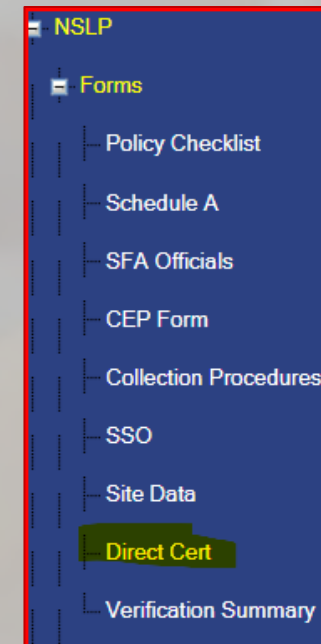 NSLP
Forms
Policy Checklist
Schedule A
SFA Officials
CEP Form
Collection Procedures
SSO
Site Data
Direct Cert
Verification Summary